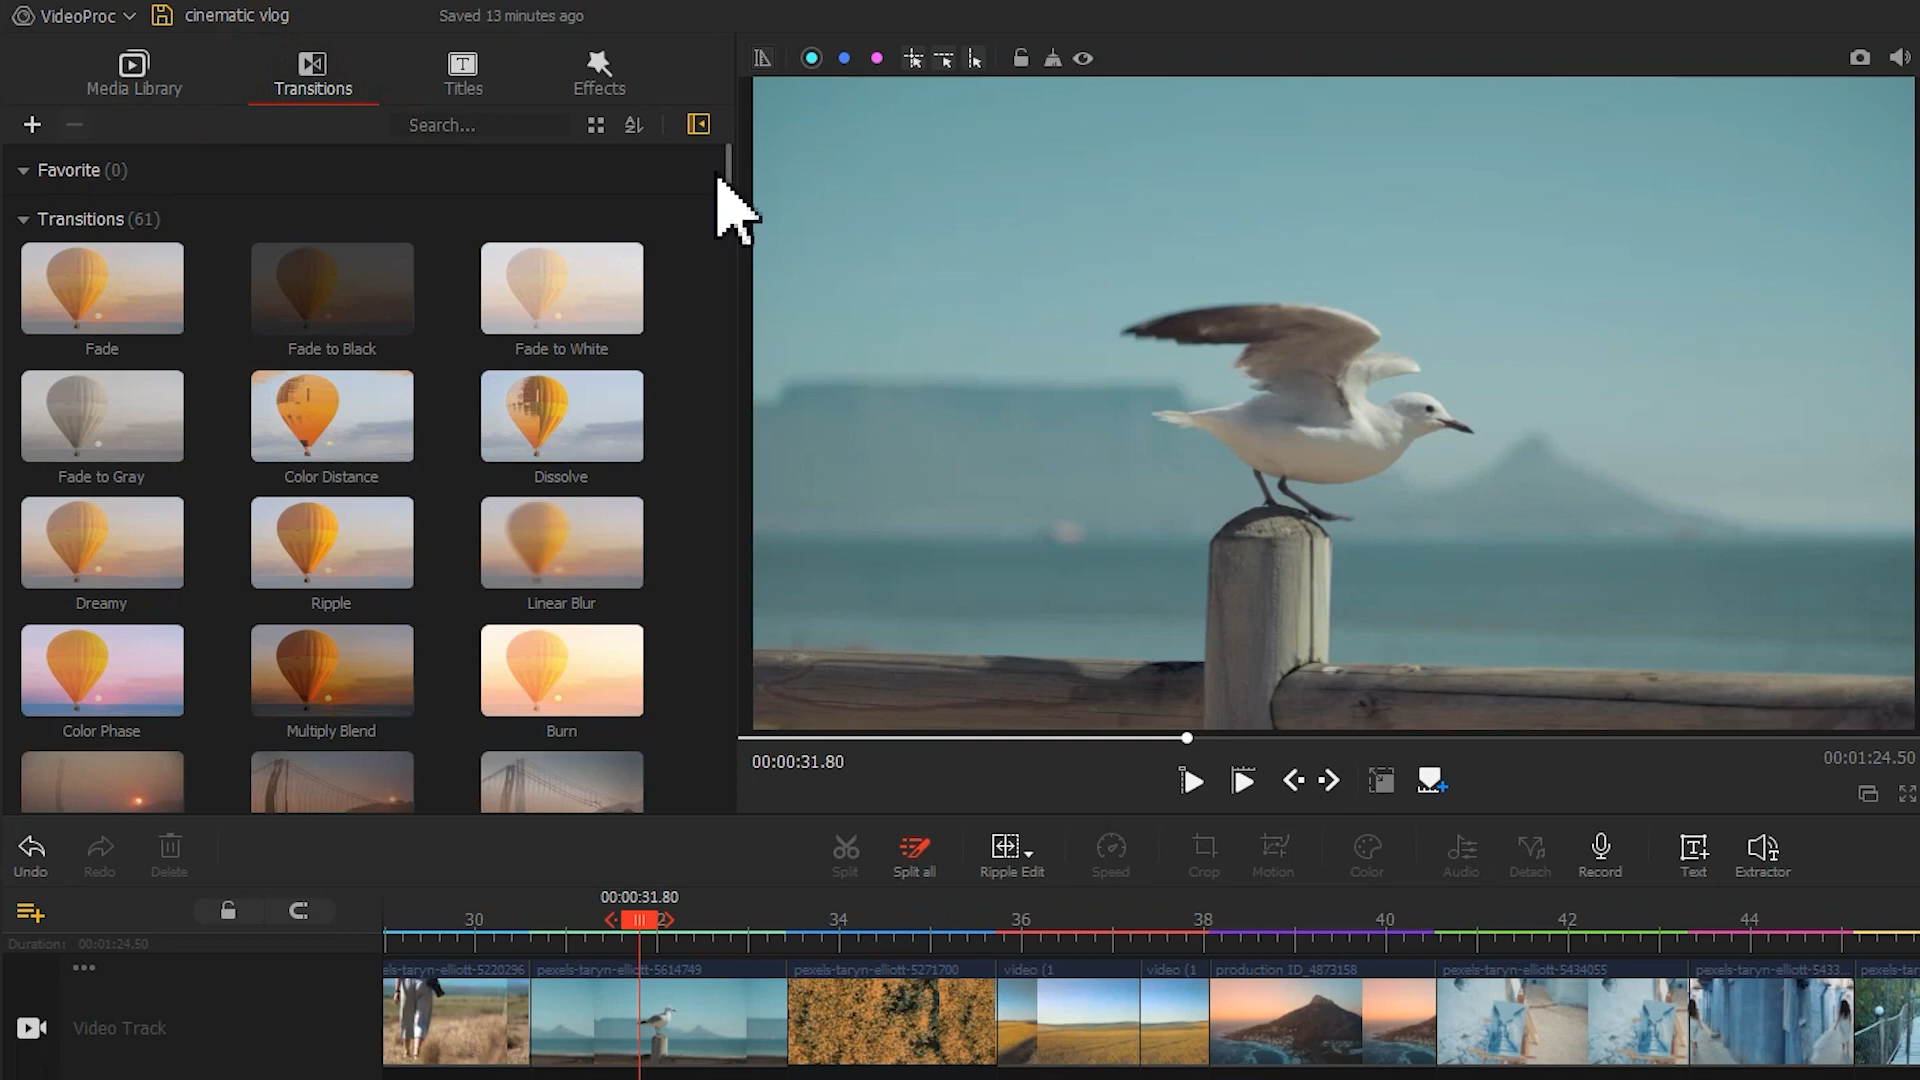 VideoProc
cinematic vlog
Saved 13 minutes ago
Media Library
Transitions
Titles
Effects
Search...
Favorite (0)
Transitions (61)
Fade
Fade to Black
Fade to White
Fade to Gray
Color Distance
Dissolve
Dreamy
Ripple
Linear Blur
Color Phase
Multiply Blend
Burn
00:00:31.80
00:01:24.50
Undo
Redo
Delete
Split
Split all
Ripple Edit
Speed
Crop
Motion
Color
Audio
Detach
Record
Text
Extractor
00:00:31.80
30
2
34
36
38
40
42
44
Duration: 00:01:24.50
els-taryn-elliott-5220296
pexels-taryn-elliott-5614749
pexels-taryn-elliott-5271700
video (1
video (1
production ID_4873158
pexels-taryn-elliott-5434055
pexels-taryn-elliott-5433...
pexels-tar
Video Track